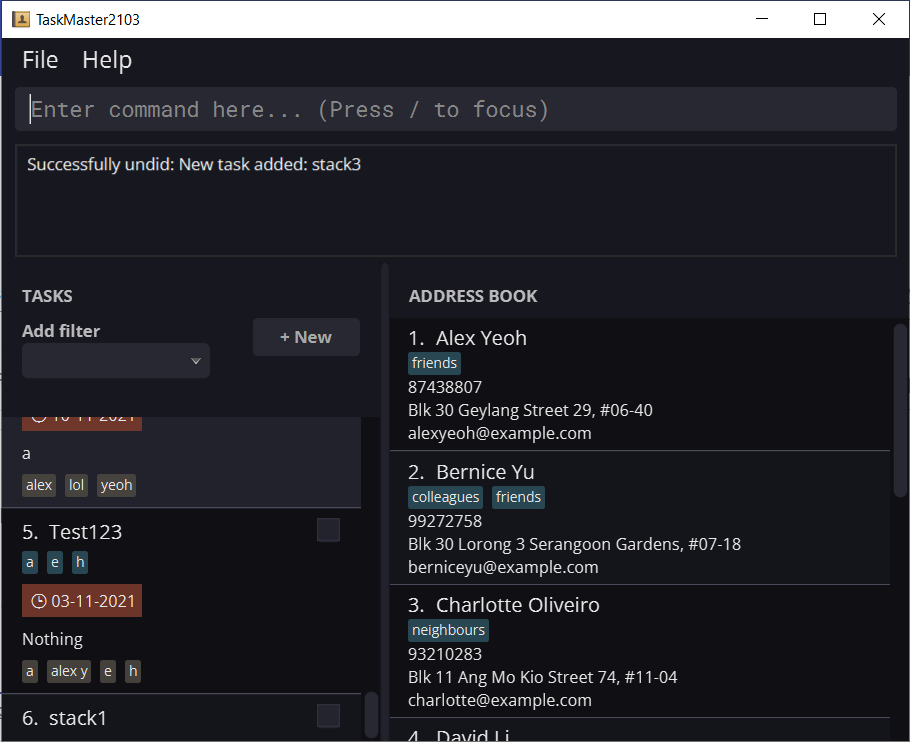 TaskMaster2103
File Help
Enter command here... (Press / to focus)
Successfully undid: New task added: stack3
TASKS
Add filter
+ New
10-11-2021
a
alex lol yeoh
5. Test123
a e h
03-11-2021
Nothing
a alex y e h
6. stack1
ADDRESS BOOK
1. Alex Yeoh
friends
87438807
Blk 30 Geylang Street 29, #06-40
alexyeoh@example.com
2. Bernice Yu
colleagues friends
99272758
Blk 30 Lorong 3 Serangoon Gardens, #07-18
berniceyu@example.com
3. Charlotte Oliveiro
neighbours
93210283
Blk 11 Ang Mo Kio Street 74, #11-04
charlotte@example.com
4. David Li